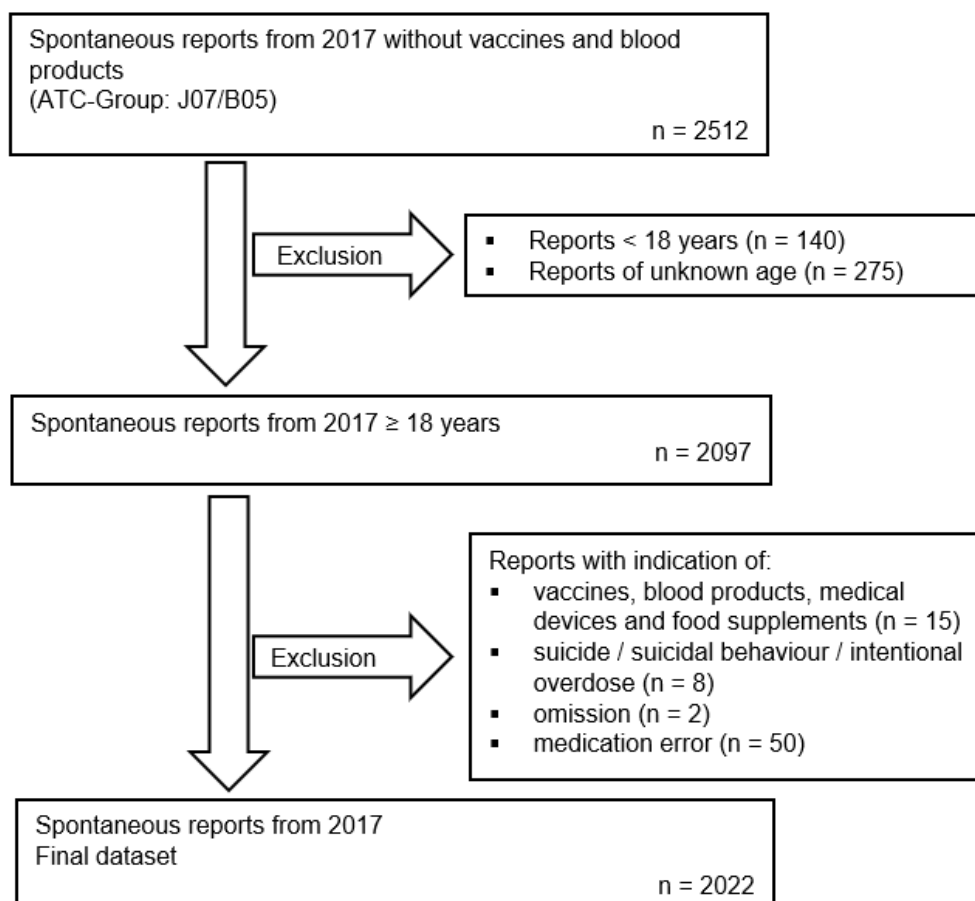 Spontaneous reports from 2017 without vaccines and blood
products
(ATC-Group: J07/B05)
n = 2512
Exclusion
▪ Reports < 18 years (n = 140)
▪ Reports of unknown age (n = 275)
Spontaneous reports from 2017 ≥ 18 years
n = 2097
Exclusion
Reports with indication of:
▪ vaccines, blood products, medical
devices and food supplements (n = 15)
▪ suicide / suicidal behaviour / intentional
overdose (n = 8)
▪ omission (n = 2)
▪ medication error (n = 50)
Spontaneous reports from 2017
Final dataset
n = 2022